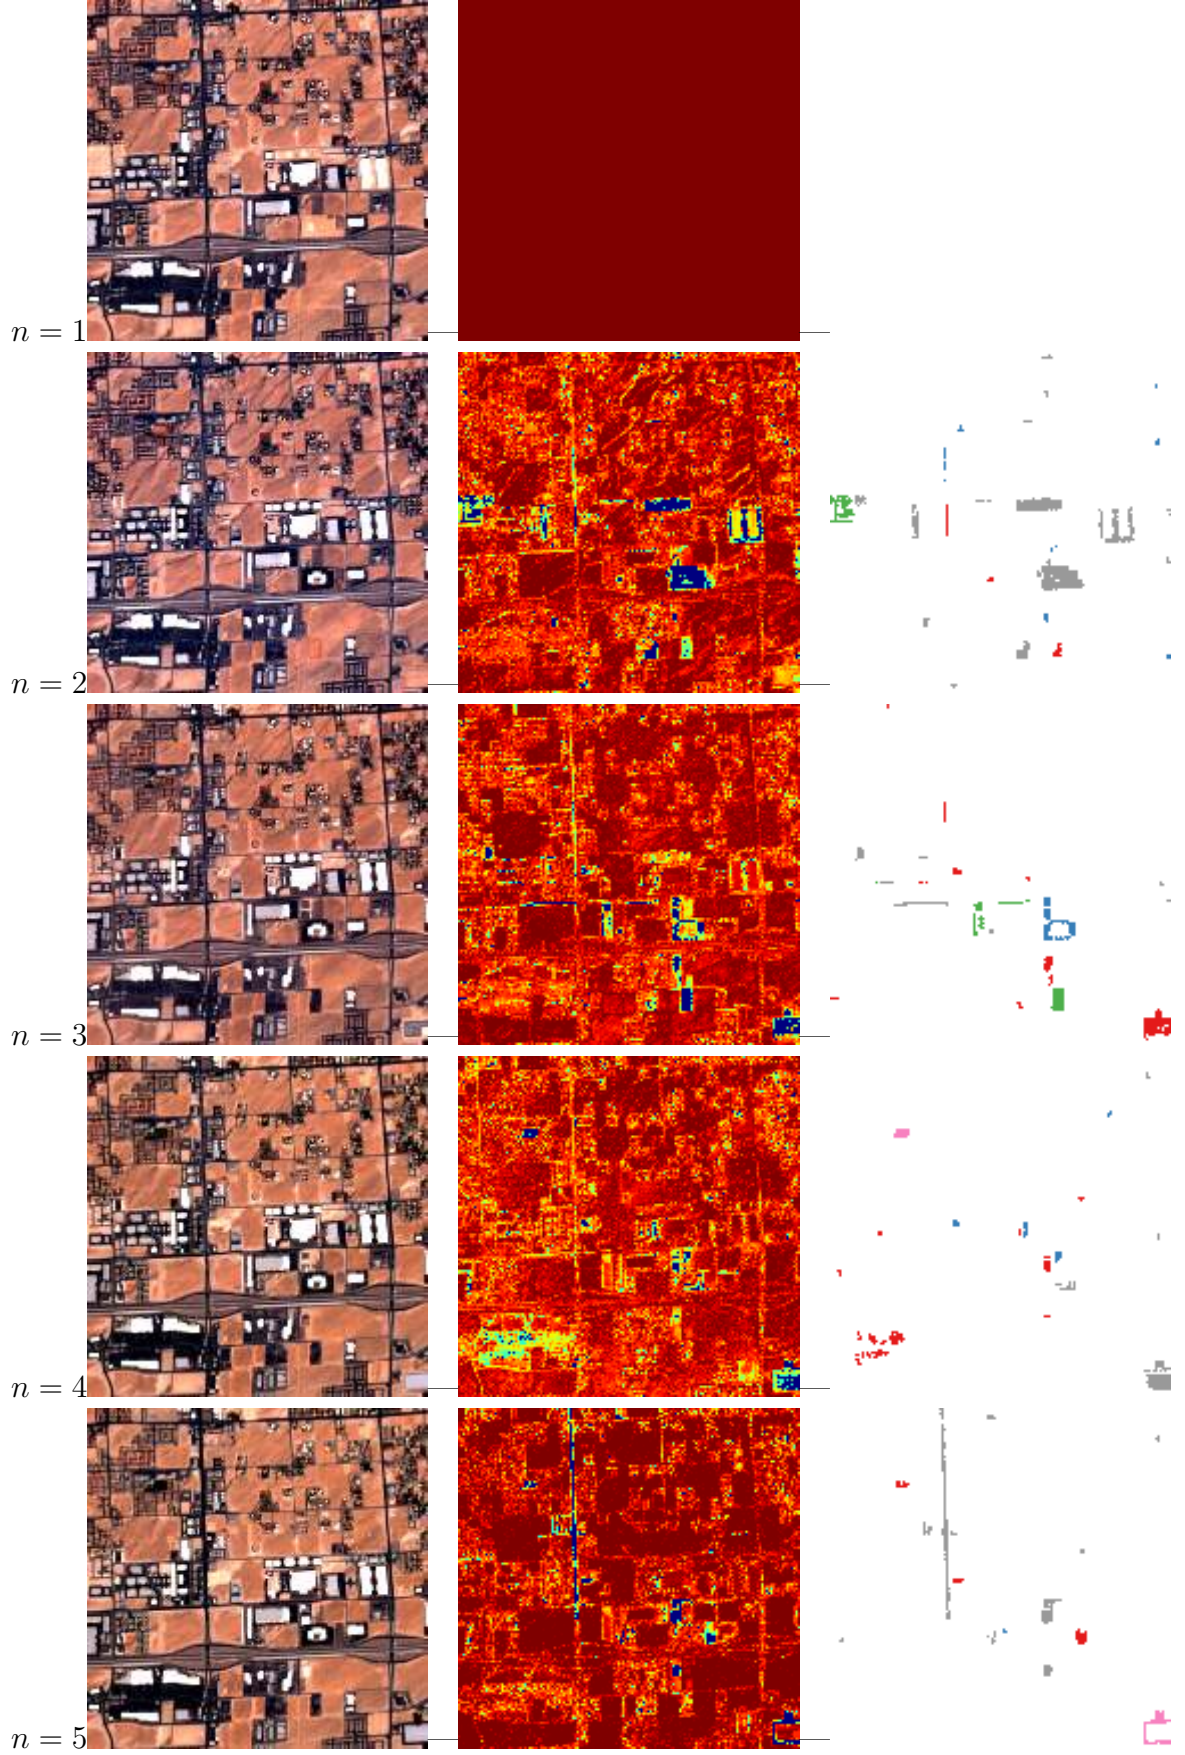 n = 1
n = 2
n = 3
n = 4
n = 5